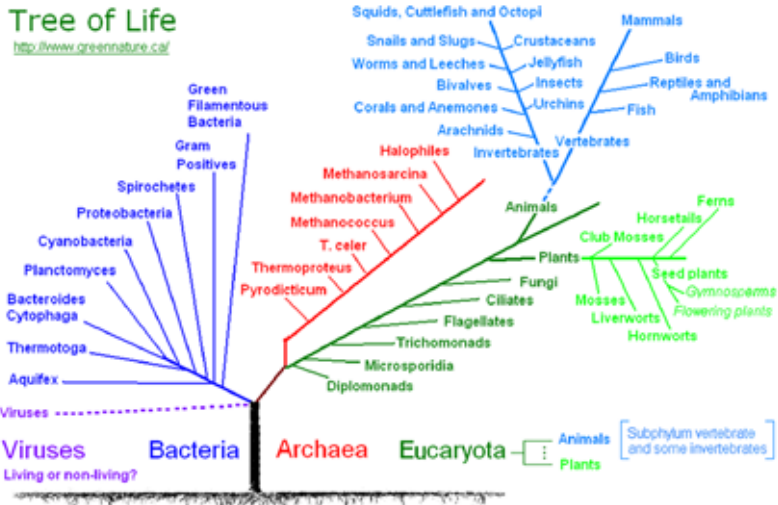 Tree of Life
http://www.greennature.ca/
Squids, Cuttlefish and Octopi
Snails and Slugs
Crustaceans
Worms and Leeches
Jellyfish
Bivalves
Insects
Corals and Anemones
Urchins
Arachnids
Invertebrates
Mammals
Birds
Reptiles and
Amphibians
Fish
Vertebrates
Green
Filamentous
Bacteria
Gram
Positives
Spirochetes
Proteobacteria
Cyanobacteria
Planctomyces
Bacteroides
Cytophaga
Thermotoga
Aquifex
Viruses
Halophiles
Methanosarcina
Methanobacterium
Methanococcus
T. celer
Thermoproteus
Pyrodicticum
Animals
Plants
Fungi
Ciliates
Flagellates
Trichomonads
Microsporidia
Diplomonads
Ferns
Horsetails
Club Mosses
Seed plants
Gymnosperms
Flowering plants
Mosses
Liverworts
Hornworts
Viruses
Living or non-living?
Bacteria
Archaea
Eucaryota
Animals
Plants
Subphylum vertebrate
and some invertebrates